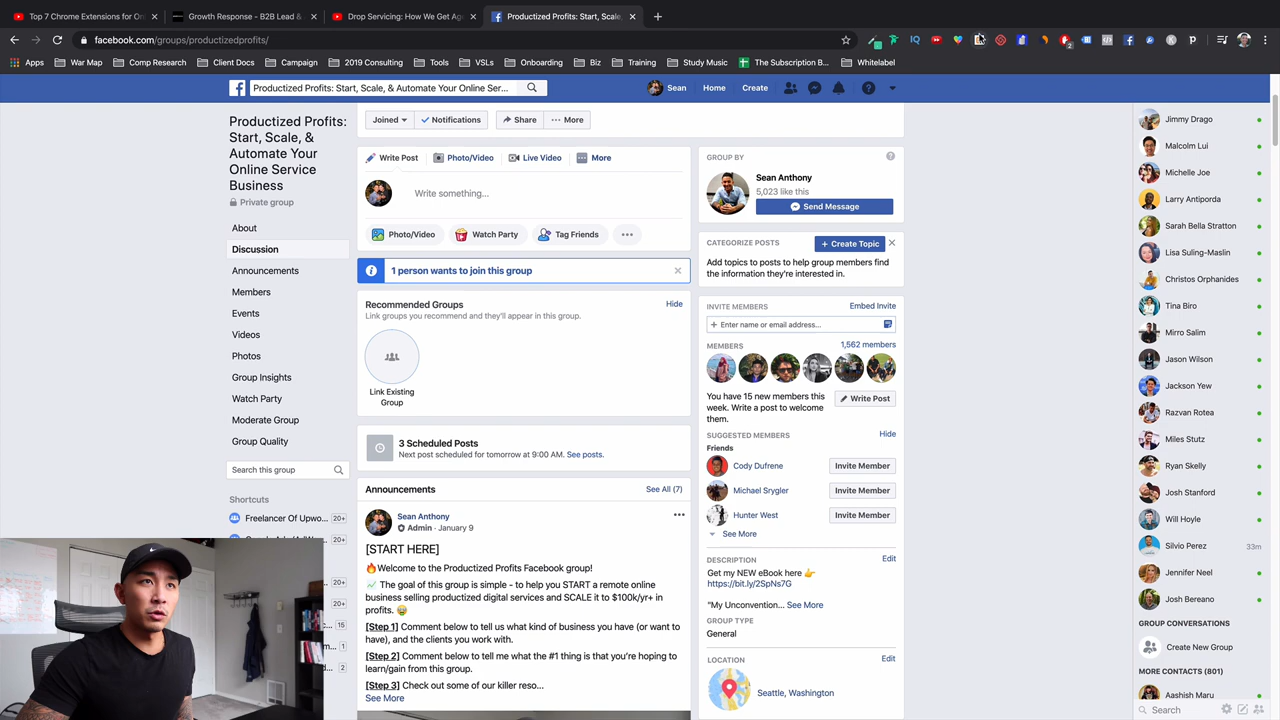 Top 7 Chrome Extensions for On
Growth Response - B2B Lead &
Drop Servicing: How We Get Age
Productized Profits: Start, Scale,
facebook.com/groups/productizedprofits/
Apps
War Map
Comp Research
Client Docs
Campaign
2019 Consulting
Tools
VSLs
Onboarding
Biz
Training
Study Music
The Subscription B...
Whitelabel
Productized Profits: Start, Scale, & Automate Your Online Ser...
Sean
Home
Create
Productized Profits:
Start, Scale, &
Automate Your
Online Service
Business
Private group
About
Discussion
Announcements
Members
Events
Videos
Photos
Group Insights
Watch Party
Moderate Group
Group Quality
Search this group
Shortcuts
Freelancer Of Upwo...
20+
20+
20+
20+
15
1
2
Joined
Notifications
Share
More
Write Post
Photo/Video
Live Video
More
Write something...
Photo/Video
Watch Party
Tag Friends
1 person wants to join this group
Recommended Groups
Hide
Link groups you recommend and they'll appear in this group.
Link Existing
Group
3 Scheduled Posts
Next post scheduled for tomorrow at 9:00 AM. See posts.
Announcements
See All (7)
Sean Anthony
Admin · January 9
[START HERE]
🔥Welcome to the Productized Profits Facebook group!
The goal of this group is simple - to help you START a remote online
business selling productized digital services and SCALE it to $100k/yr+ in
profits.
[Step 1] Comment below to tell us what kind of business you have (or want to
have), and the clients you work with.
[Step 2] Comment below to tell me what the #1 thing is that you're hoping to
learn/gain from this group.
[Step 3] Check out some of our killer reso...
See More
GROUP BY
Sean Anthony
5,023 like this
Send Message
CATEGORIZE POSTS
+ Create Topic
Add topics to posts to help group members find
the information they're interested in.
INVITE MEMBERS
Embed Invite
+ Enter name or email address...
MEMBERS
1,562 members
You have 15 new members this
week. Write a post to welcome
them.
Write Post
SUGGESTED MEMBERS
Hide
Friends
Cody Dufrene
Invite Member
Michael Srygler
Invite Member
Hunter West
Invite Member
See More
DESCRIPTION
Edit
Get my NEW eBook here 👉
https://bit.ly/2SpNs7G
"My Unconvention... See More
GROUP TYPE
General
LOCATION
Edit
Seattle, Washington
Jimmy Drago
Malcolm Lui
Michelle Joe
Larry Antiporda
Sarah Bella Stratton
Lisa Suling-Maslin
Christos Orphanides
Tina Biro
Mirro Salim
Jason Wilson
Jackson Yew
Razvan Rotea
Miles Stutz
Ryan Skelly
Josh Stanford
Will Hoyle
Silvio Perez
33m
Jennifer Neel
Josh Bereano
GROUP CONVERSATIONS
Create New Group
MORE CONTACTS (801)
Aashish Maru
Search